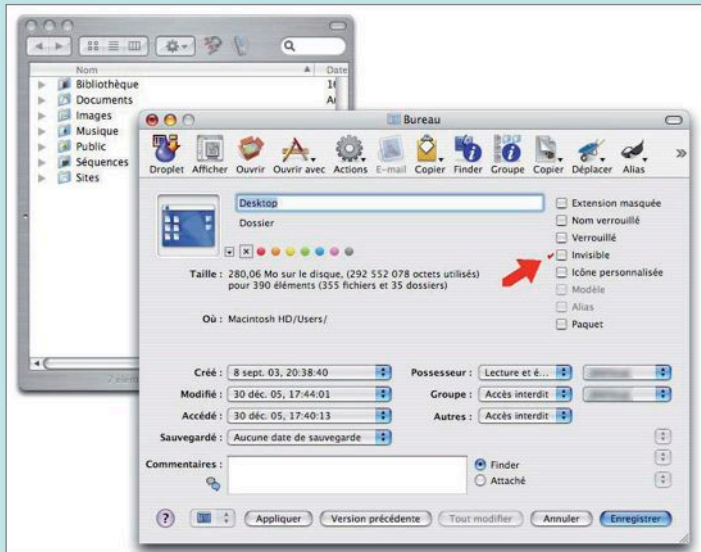 Nom
Date
Bibliothèque
Documents
Images
Musique
Public
Séquences
Sites
Bureau
Droplet Afficher Ouvrir Ouvrir avec Actions E-mail Copier Finder Groupe Copier Déplacer Alias
Desktop
Dossier
Extension masquée
Nom verrouillé
Verrouillé
Invisible
Icône personnalisée
Modèle
Alias
Paquet
Taille : 280,06 Mo sur le disque, (292 552 078 octets utilisés)
pour 390 éléments (355 fichiers et 35 dossiers)
Où : Macintosh HD/Users/
Créé : 8 sept. 03, 20:38:40
Modifié : 30 déc. 05, 17:44:01
Accédé : 30 déc. 05, 17:40:13
Sauvegardé : Aucune date de sauvegarde
Possesseur : Lecture et é...
Groupe : Accès interdit
Autres : Accès interdit
Commentaires :
Finder
Attaché
? Appliquer Version précédente Tout modifier Annuler Enregistrer